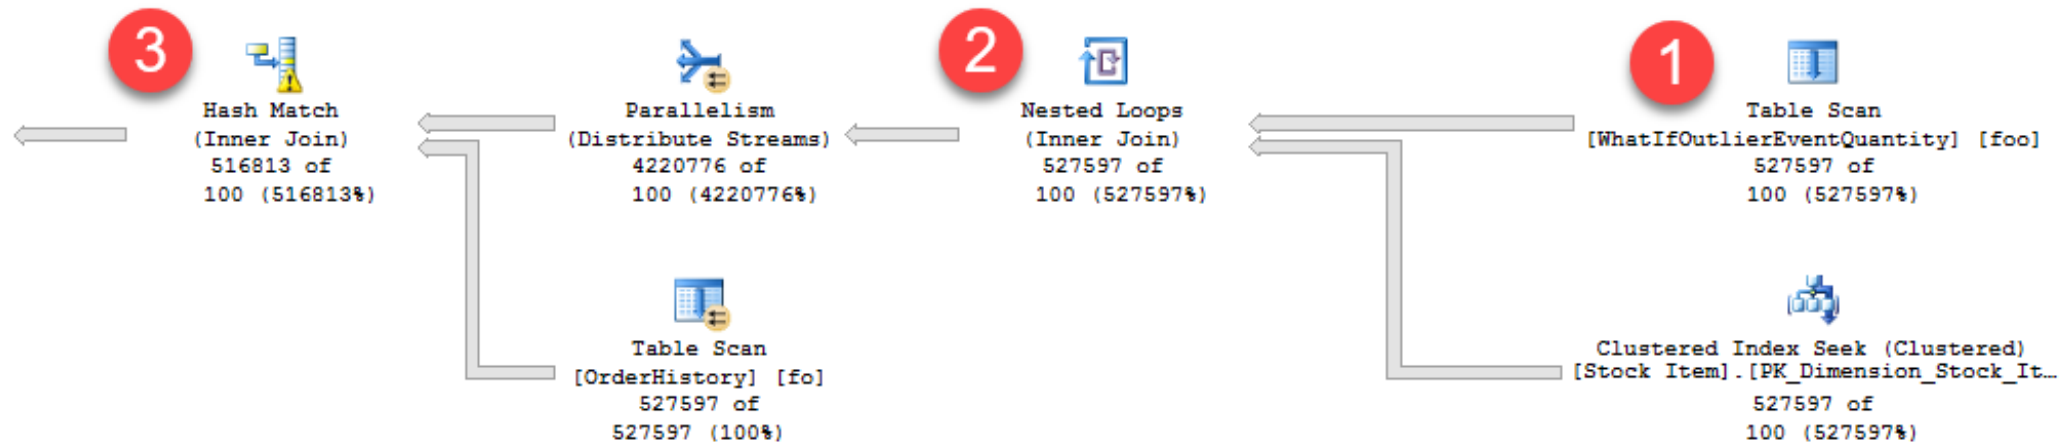 3
Hash Match
(Inner Join)
516813 of
100 (516813%)
Parallelism
(Distribute Streams)
4220776 of
100 (4220776%)
2
Nested Loops
(Inner Join)
527597 of
100 (527597%)
1
Table Scan
[WhatIfOutlierEventQuantity] [foo]
527597 of
100 (527597%)
Table Scan
[OrderHistory] [fo]
527597 of
527597 (100%)
Clustered Index Seek (Clustered)
[Stock Item].[PK_Dimension_Stock_It…
527597 of
100 (527597%)